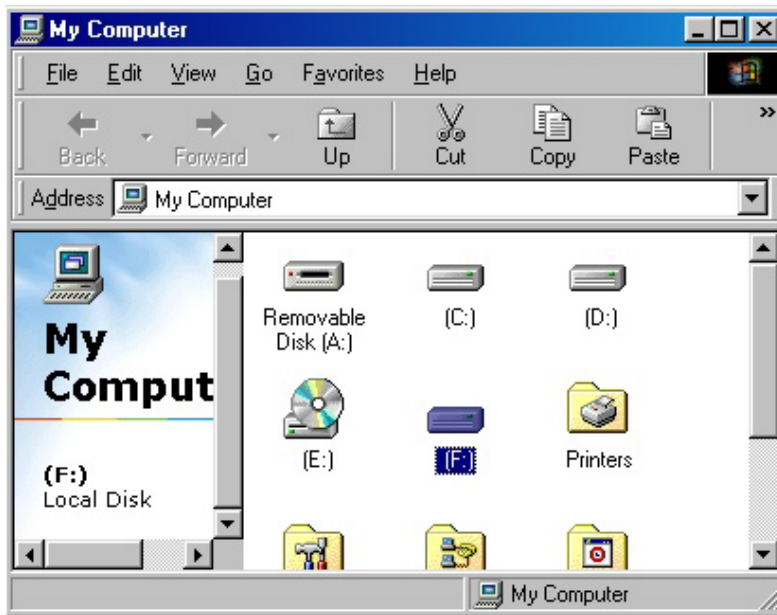 My Computer
File Edit View Go Favorites Help
Back Forward Up Cut Copy Paste »
Address My Computer
Removable Disk (A:)
(C:)
(D:)
(E:)
(F:)
Printers
My
Comput
(F:)
Local Disk
My Computer